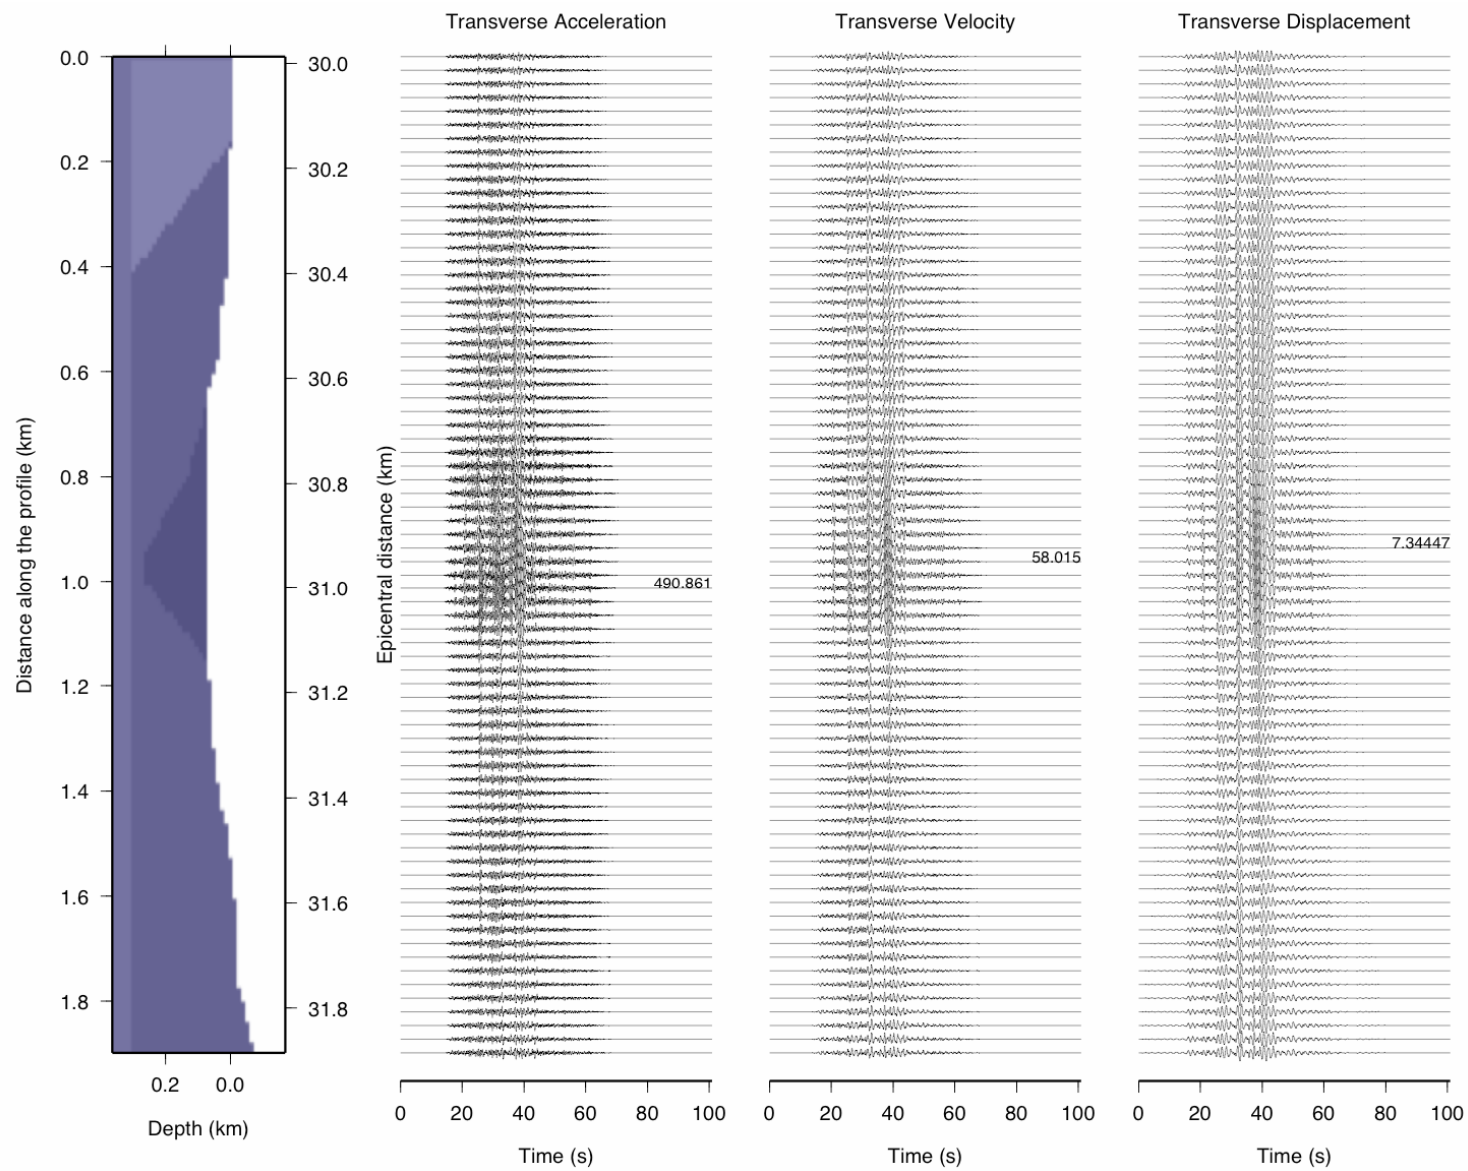 Transverse Acceleration
Transverse Velocity
Transverse Displacement
0.0
0.2
0.4
0.6
0.8
1.0
1.2
1.4
1.6
1.8
Distance along the profile (km)
30.0
30.2
30.4
30.6
30.8
31.0
31.2
31.4
31.6
31.8
Epicentral distance (km)
0.2 0.0
Depth (km)
490.861
58.015
7.34447
0 20 40 60 80 100
Time (s)
0 20 40 60 80 100
Time (s)
0 20 40 60 80 100
Time (s)